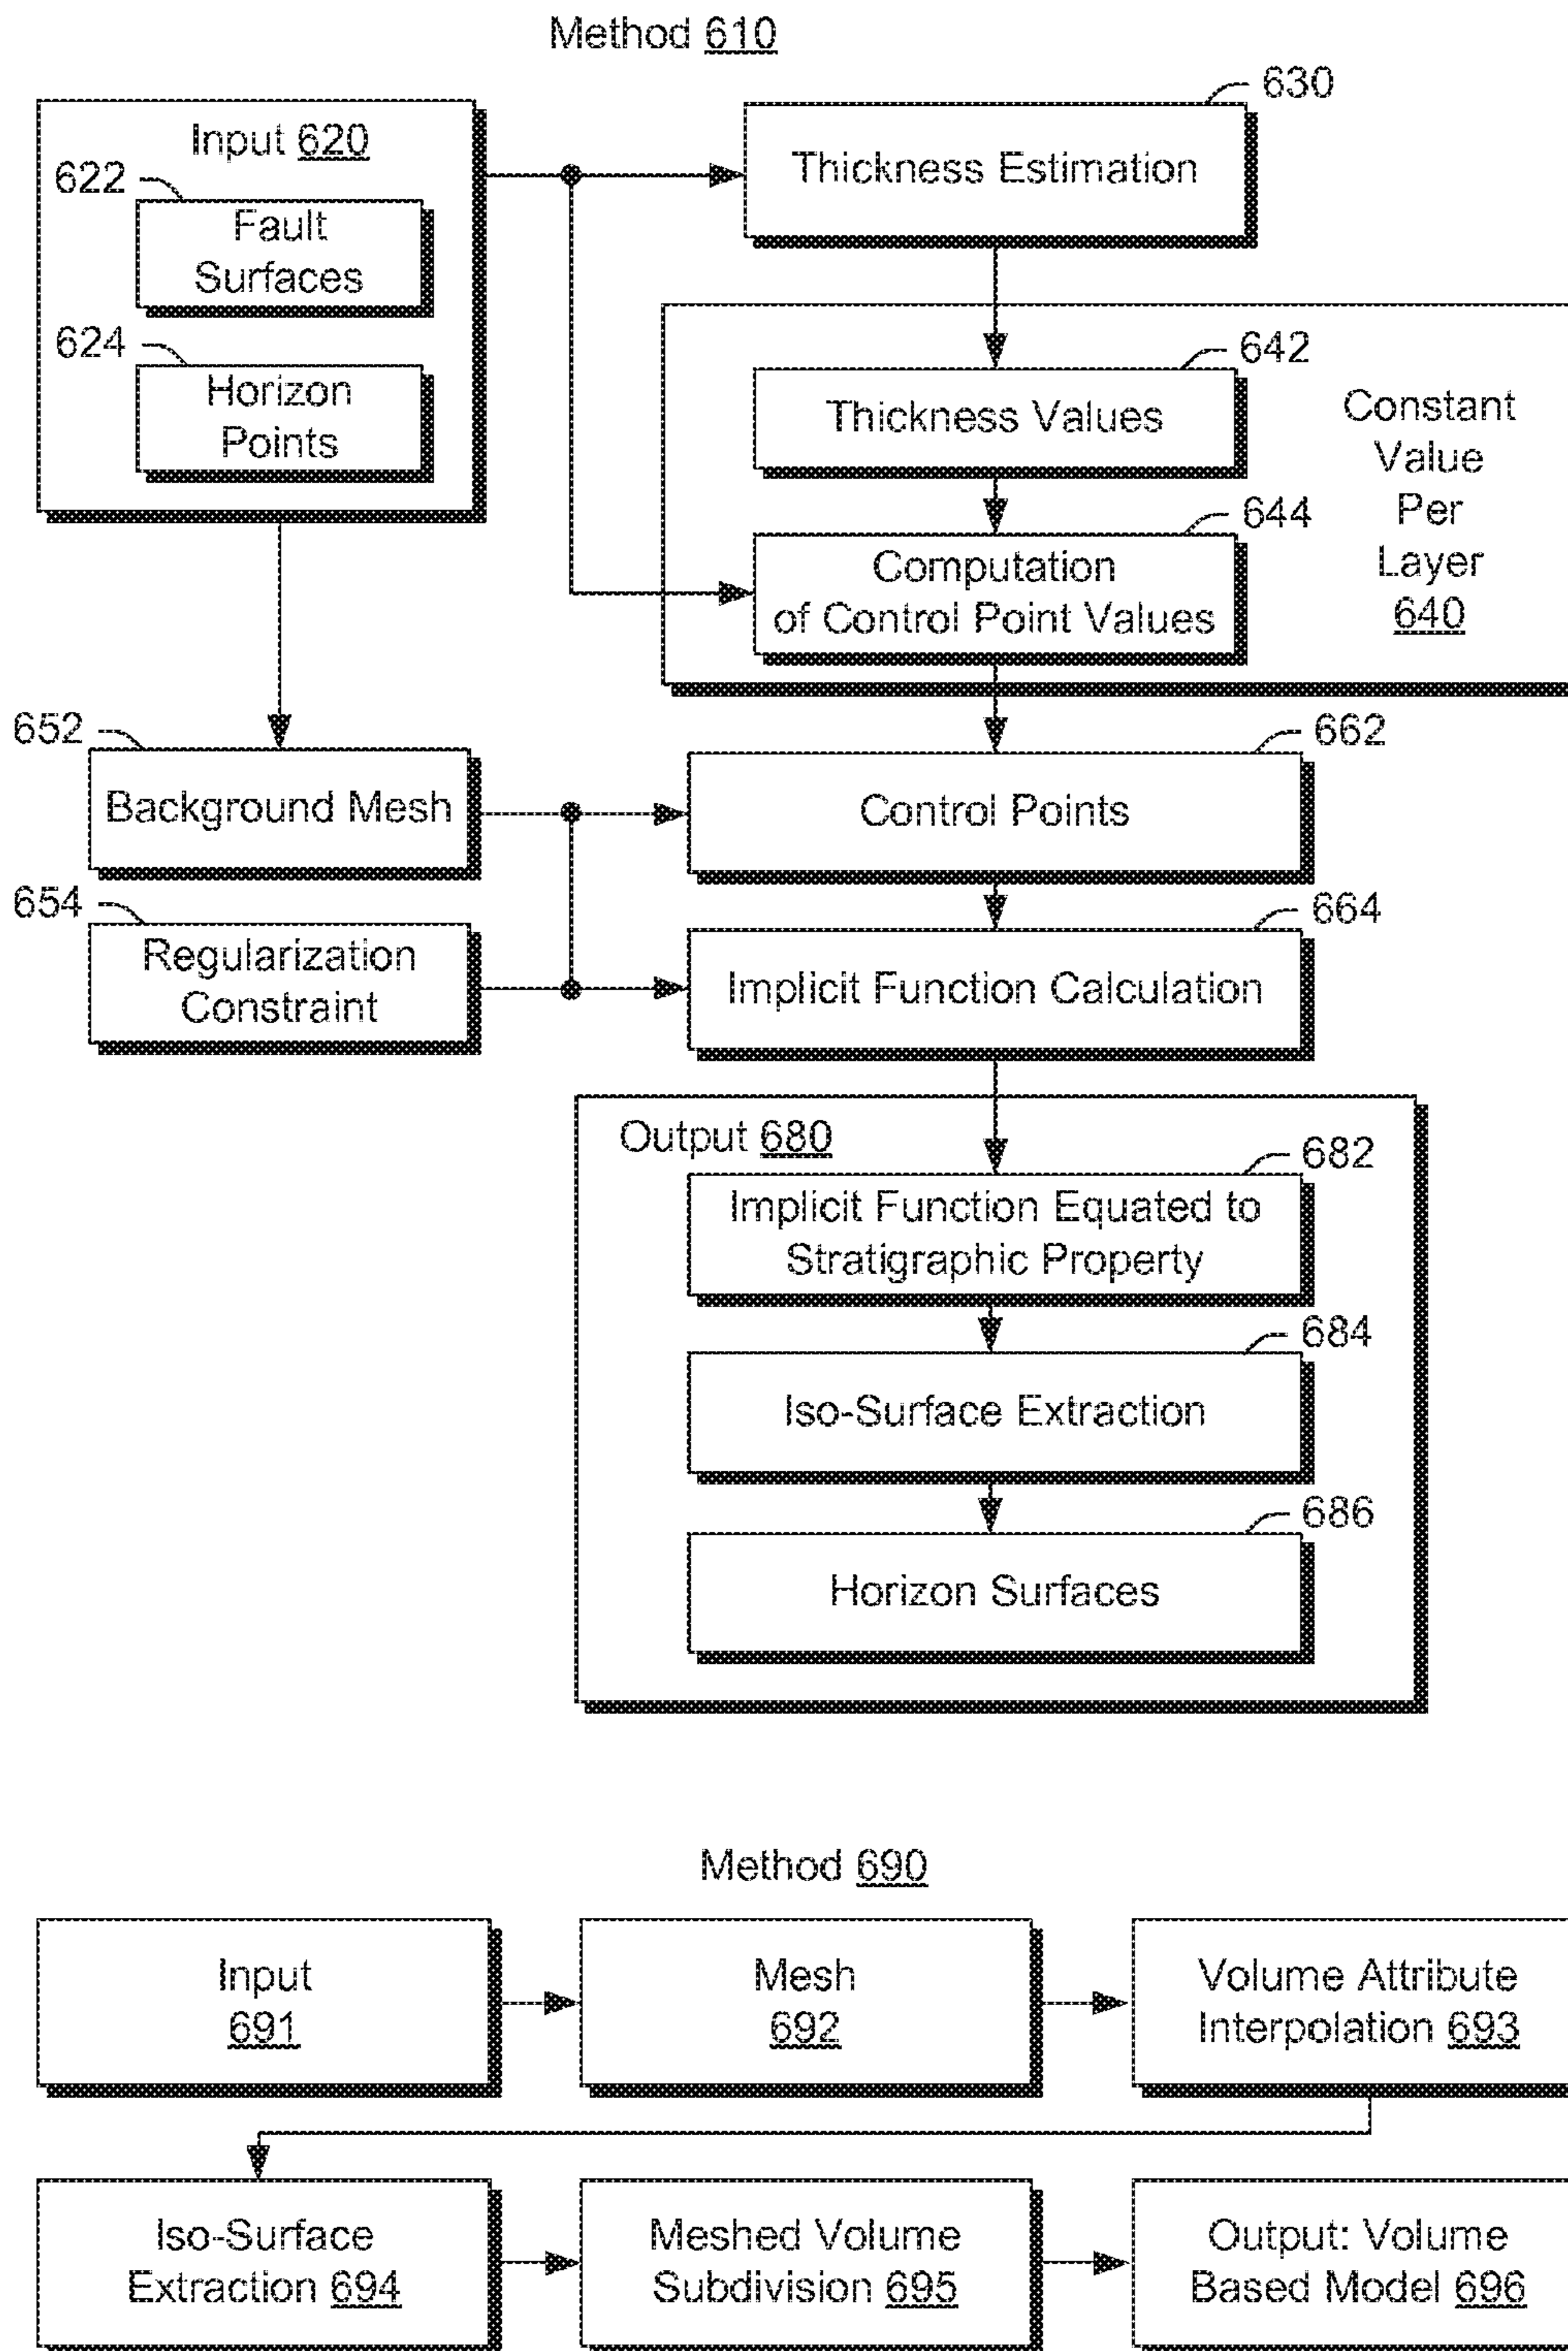 Method 610
630
Input 620
Thickness Estimation
622
Fault
Surfaces
624
Horizon
Points
642
Thickness Values
Constant
Value
Per
Layer
640
644
Computation
of Control Point Values
652
Background Mesh
662
Control Points
654
Regularization
Constraint
664
Implicit Function Calculation
Output 680
682
Implicit Function Equated to
Stratigraphic Property
684
Iso-Surface Extraction
686
Horizon Surfaces
Method 690
Input
691
Mesh
692
Volume Attribute
Interpolation 693
Iso-Surface
Extraction 694
Meshed Volume
Subdivision 695
Output: Volume
Based Model 696